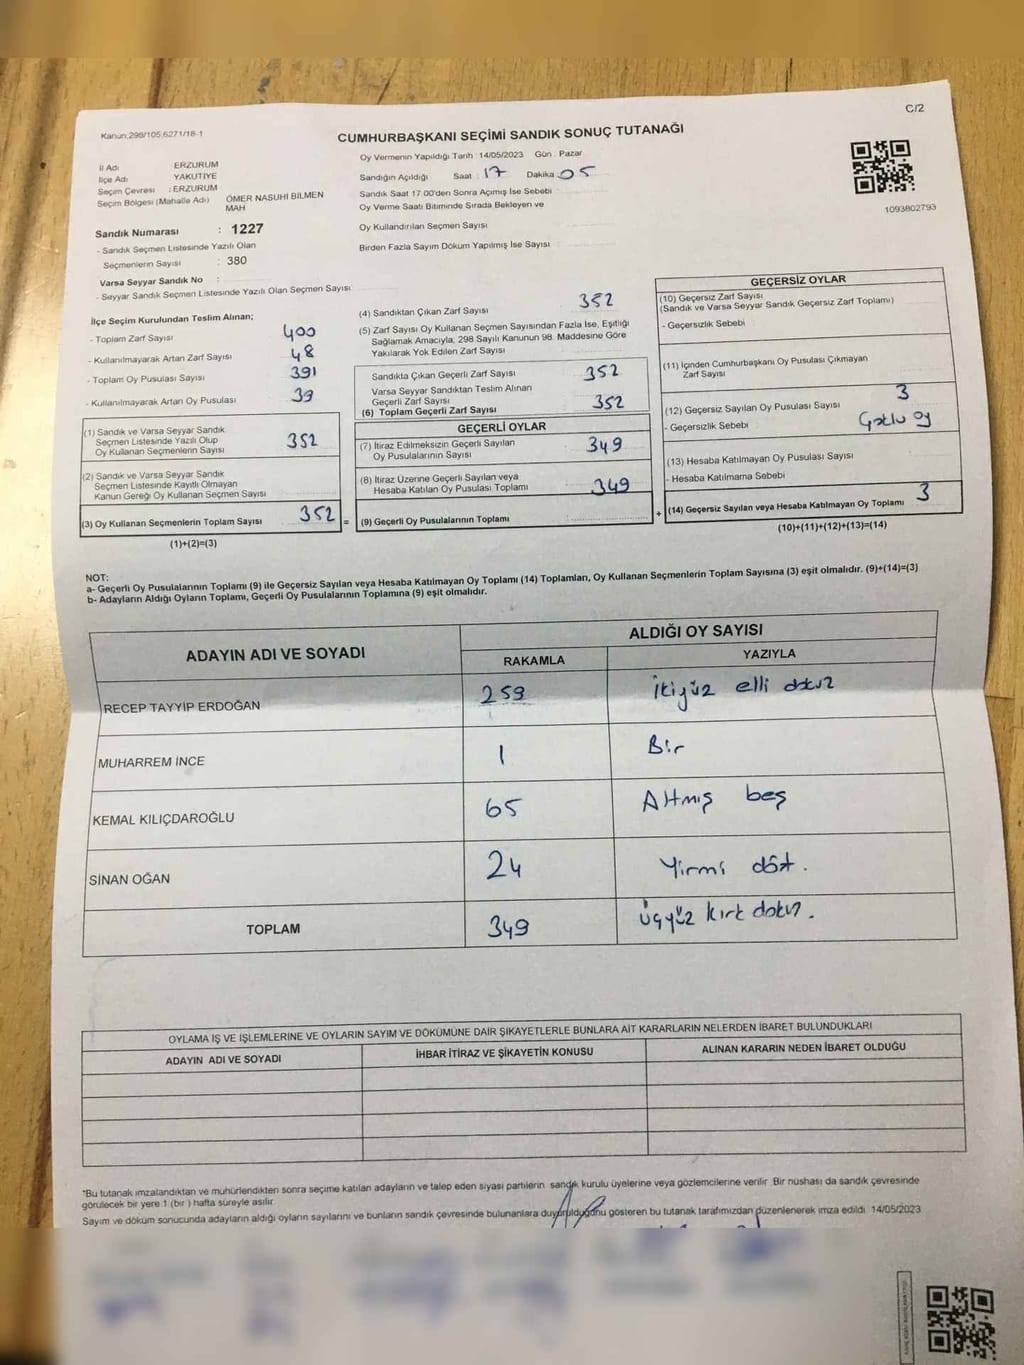 C/2
Kanun:298/105,6271/18-1
CUMHURBAŞKANI SEÇİMİ SANDIK SONUÇ TUTANAĞI
1093802793
İl Adı ERZURUM
İlçe Adı YAKUTİYE
Seçim Çevresi : ERZURUM
Seçim Bölgesi (Mahalle Adı) ÖMER NASUHİ BİLMEN
MAH
Sandık Numarası : 1227
- Sandık Seçmen Listesinde Yazılı Olan
Seçmenlerin Sayısı : 380
Varsa Seyyar Sandık No :
- Seyyar Sandık Seçmen Listesinde Yazılı Olan Seçmen Sayısı
Oy Vermenin Yapıldığı Tarih : 14/05/2023 Gün : Pazar
Sandığın Açıldığı Saat : 17 Dakika : 05
Sandık Saat 17.00'den Sonra Açımış İse Sebebi
Oy Verme Saati Bitiminde Sırada Bekleyen ve
Oy Kullandırılan Seçmen Sayısı
Birden Fazla Sayım Döküm Yapılmış İse Sayısı
İlçe Seçim Kurulundan Teslim Alınan;
- Toplam Zarf Sayısı 400
- Kullanılmayarak Artan Zarf Sayısı 48
- Toplam Oy Pusulası Sayısı 391
- Kullanılmayarak Artan Oy Pusulası 39
(1) Sandık ve Varsa Seyyar Sandık
Seçmen Listesinde Yazılı Olup
Oy Kullanan Seçmenlerin Sayısı 352
(2) Sandık ve Varsa Seyyar Sandık
Seçmen Listesinde Kayıtlı Olmayan
Kanun Gereği Oy Kullanan Seçmen Sayısı
(3) Oy Kullanan Seçmenlerin Toplam Sayısı 352 =
(1)+(2)=(3)
(4) Sandıktan Çıkan Zarf Sayısı 352
(5) Zarf Sayısı Oy Kullanan Seçmen Sayısından Fazla İse, Eşitliği
Sağlamak Amacıyla, 298 Sayılı Kanunun 98. Maddesine Göre
Yakılarak Yok Edilen Zarf Sayısı
Sandıkta Çıkan Geçerli Zarf Sayısı 352
Varsa Seyyar Sandıktan Teslim Alınan
Geçerli Zarf Sayısı
(6) Toplam Geçerli Zarf Sayısı 352
GEÇERLİ OYLAR
(7) İtiraz Edilmeksizin Geçerli Sayılan
Oy Pusulalarının Sayısı 349
(8) İtiraz Üzerine Geçerli Sayılan veya
Hesaba Katılan Oy Pusulası Toplamı 349
(9) Geçerli Oy Pusulalarının Toplamı +
GEÇERSİZ OYLAR
(10) Geçersiz Zarf Sayısı
(Sandık ve Varsa Seyyar Sandık Geçersiz Zarf Toplamı)
- Geçersizlik Sebebi
(11) İçinden Cumhurbaşkanı Oy Pusulası Çıkmayan
Zarf Sayısı
(12) Geçersiz Sayılan Oy Pusulası Sayısı 3
- Geçersizlik Sebebi Çoklu oy
(13) Hesaba Katılmayan Oy Pusulası Sayısı
- Hesaba Katılmama Sebebi
(14) Geçersiz Sayılan veya Hesaba Katılmayan Oy Toplamı 3
(10)+(11)+(12)+(13)=(14)
NOT:
a- Geçerli Oy Pusulalarının Toplamı (9) ile Geçersiz Sayılan veya Hesaba Katılmayan Oy Toplamı (14) Toplamları, Oy Kullanan Seçmenlerin Toplam Sayısına (3) eşit olmalıdır. (9)+(14)=(3)
b- Adayların Aldığı Oyların Toplamı, Geçerli Oy Pusulalarının Toplamına (9) eşit olmalıdır.
ADAYIN ADI VE SOYADI
ALDIĞI OY SAYISI
RAKAMLA YAZIYLA
RECEP TAYYİP ERDOĞAN 259 İkiyüz elli dokuz
MUHARREM İNCE 1 Bir
KEMAL KILIÇDAROĞLU 65 Altmış beş
SİNAN OĞAN 24 Yirmi dört.
TOPLAM 349 Üçyüz kırk dokuz.
OYLAMA İŞ VE İŞLEMLERİNE VE OYLARIN SAYIM VE DÖKÜMÜNE DAİR ŞİKAYETLERLE BUNLARA AİT KARARLARIN NELERDEN İBARET BULUNDUKLARI
ADAYIN ADI VE SOYADI İHBAR İTİRAZ VE ŞİKAYETİN KONUSU ALINAN KARARIN NEDEN İBARET OLDUĞU
*Bu tutanak imzalandıktan ve mühürlendikten sonra seçime katılan adayların ve talep eden siyasi partilerin sandık kurulu üyelerine veya gözlemcilerine verilir. Bir nüshası da sandık çevresinde
görülecek bir yere 1 (bir ) hafta süreyle asılır.
Sayım ve döküm sonucunda adayların aldığı oyların sayılarını ve bunların sandık çevresinde bulunanlara duyurulduğunu gösteren bu tutanak tarafımızdan düzenlenerek imza edildi. 14/05/2023